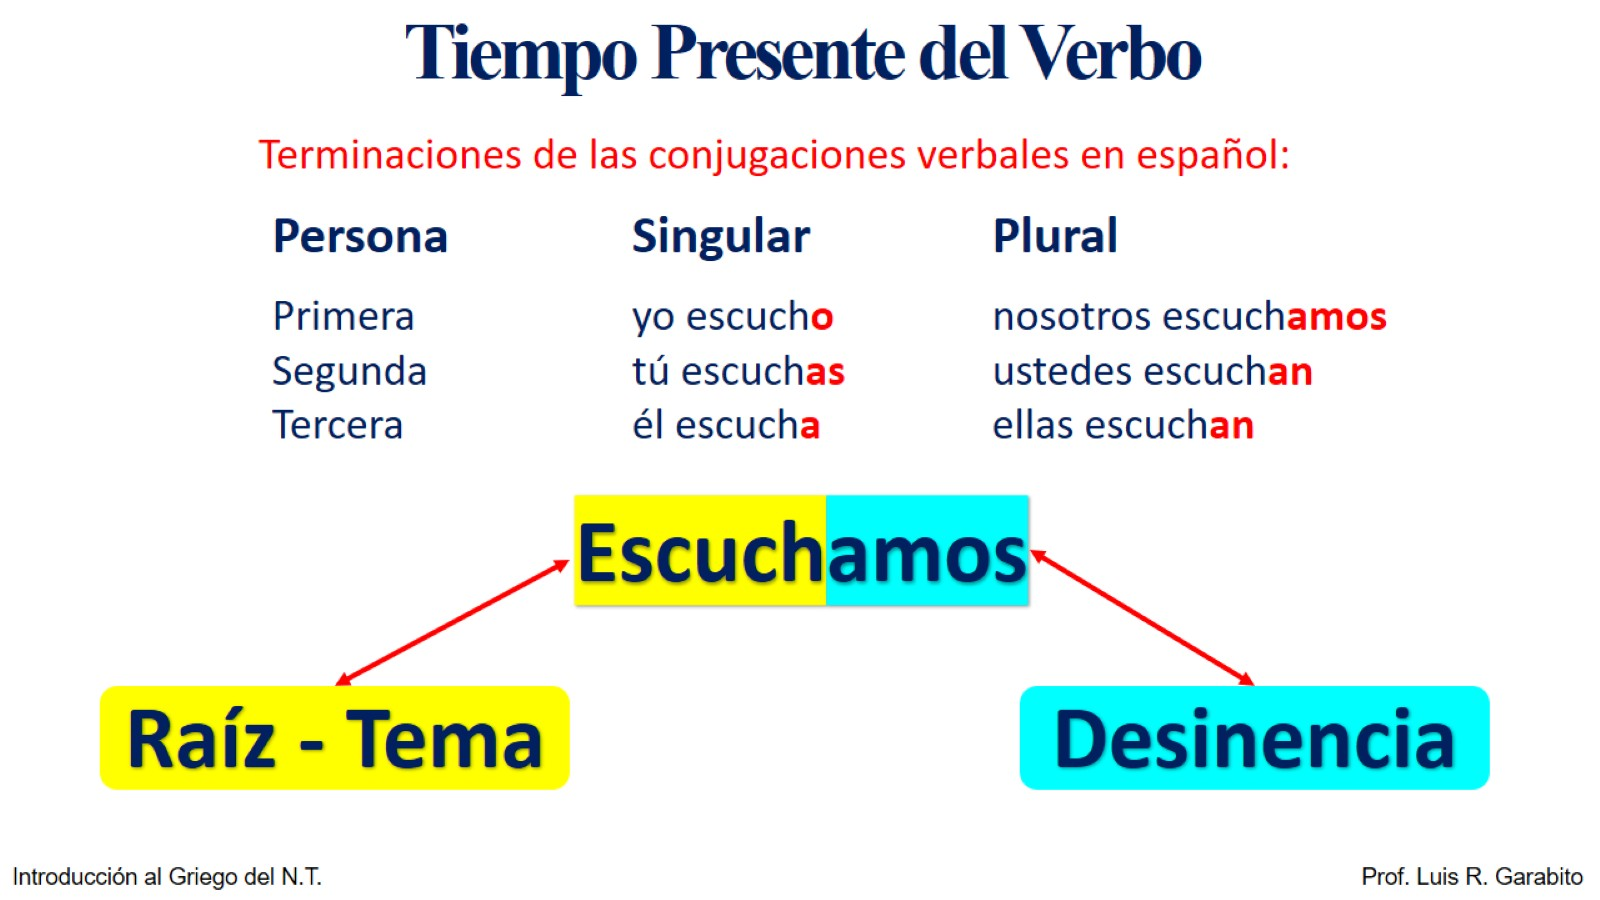 Tiempo Presente del Verbo
Terminaciones de las conjugaciones verbales en español:
Persona Singular Plural
Primera yo escucho nosotros escuchamos
Segunda tú escuchas ustedes escuchan
Tercera él escucha ellas escuchan
Escuchamos
Raíz - Tema Desinencia
Introducción al Griego del N.T. Prof. Luis R. Garabito